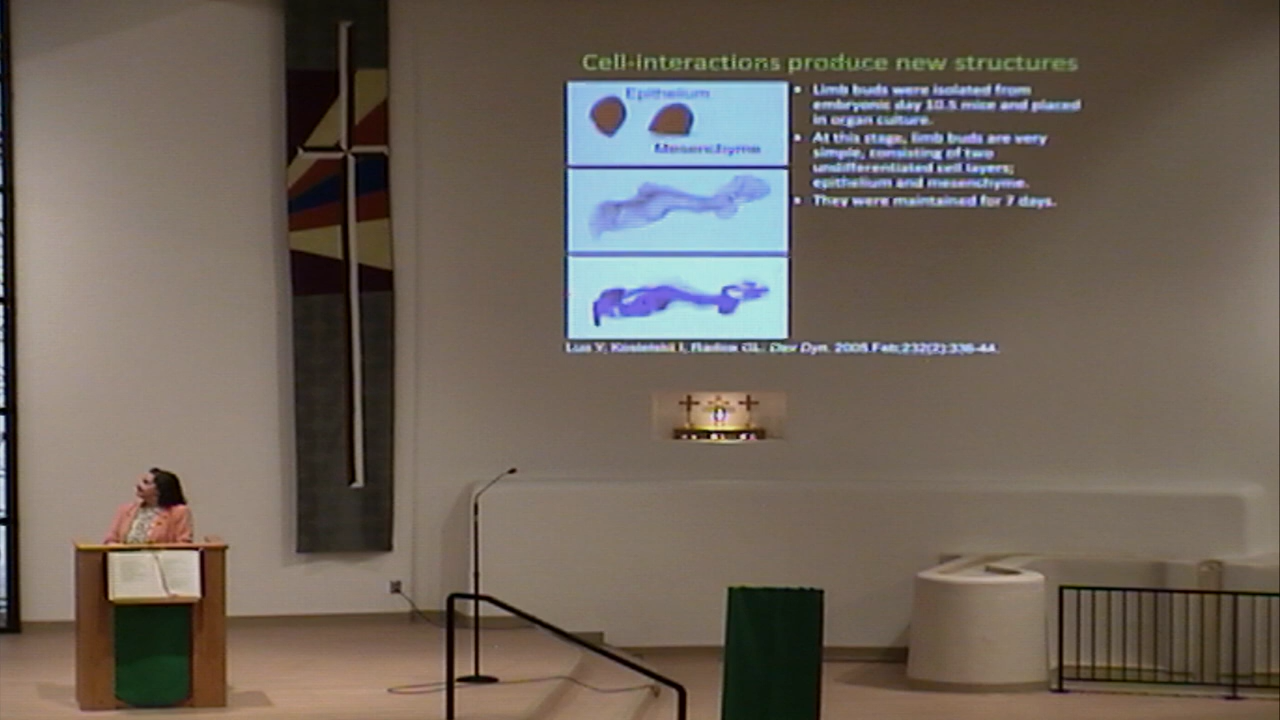 Cell-interactions produce new structures
Epithelium
Mesenchyme
• Limb buds were isolated from
embryonic day 10.5 mice and placed
in organ culture.
• At this stage, limb buds are very
simple, consisting of two
undifferentiated cell layers;
epithelium and mesenchyme.
• They were maintained for 7 days.
Dev Dyn. 2005 Feb;232(2):336-44.